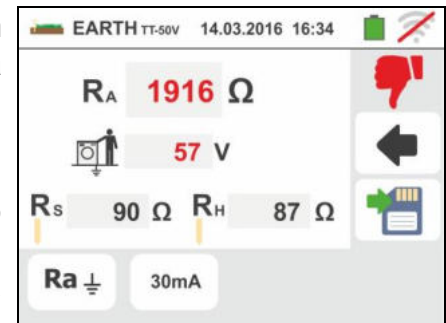 EARTH TT-50V 14.03.2016 16:34
RA 1916 Ω
57 V
RS 90 Ω RH 87 Ω
Ra 30mA